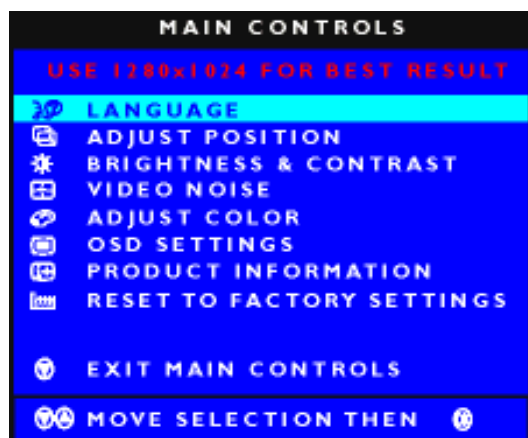 MAIN CONTROLS
USE 1280x1024 FOR BEST RESULT
LANGUAGE
ADJUST POSITION
BRIGHTNESS & CONTRAST
VIDEO NOISE
ADJUST COLOR
OSD SETTINGS
PRODUCT INFORMATION
RESET TO FACTORY SETTINGS
EXIT MAIN CONTROLS
MOVE SELECTION THEN